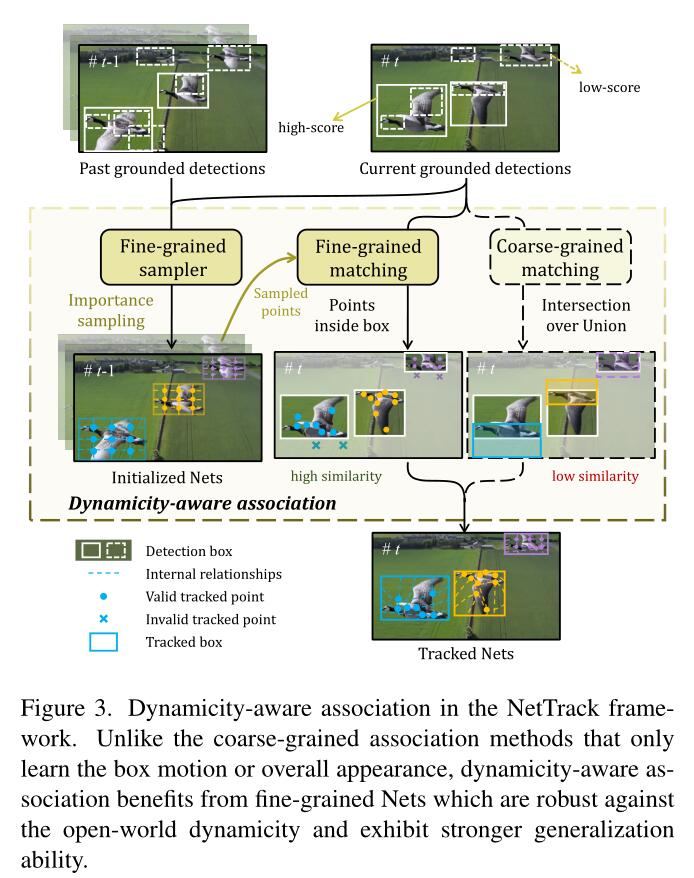 # t-1
# t
low-score
high-score
Past grounded detections
Current grounded detections
Fine-grained
sampler
Fine-grained
matching
Coarse-grained
matching
Importance
sampling
Sampled
points
Points
inside box
Intersection
over Union
# t-1
# t
# t
Initialized Nets
high similarity
low similarity
Dynamicity-aware association
# t
Detection box
Internal relationships
Valid tracked point
Invalid tracked point
Tracked box
Tracked Nets
Figure 3. Dynamicity-aware association in the NetTrack frame-
work. Unlike the coarse-grained association methods that only
learn the box motion or overall appearance, dynamicity-aware as-
sociation benefits from fine-grained Nets which are robust against
the open-world dynamicity and exhibit stronger generalization
ability.